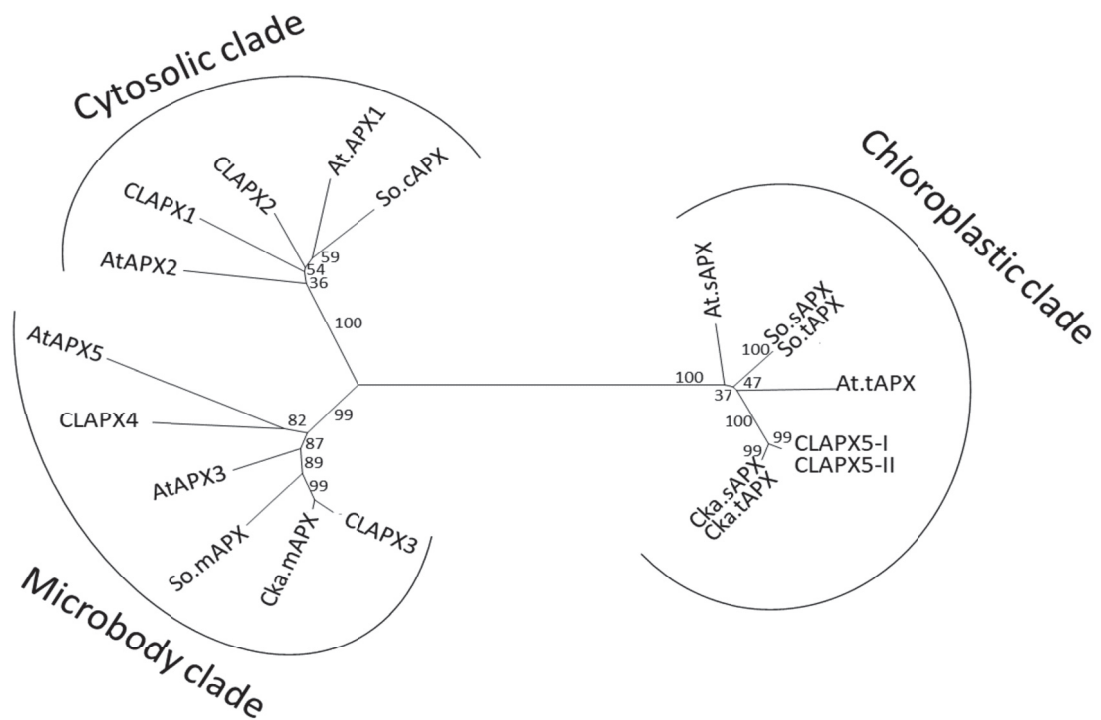 Cytosolic clade
CLAPX1
CLAPX2
At.APX1
So.cAPX
AtAPX2
59
54
36
100
AtAPX5
CLAPX4
AtAPX3
So.mAPX
Cka.mAPX
CLAPX3
82
99
87
89
99
Microbody clade
Chloroplastic clade
At.sAPX
So.sAPX
So.tAPX
At.tAPX
100
100
37
47
100
99
99
CLAPX5-I
CLAPX5-II
Cka.sAPX
Cka.tAPX